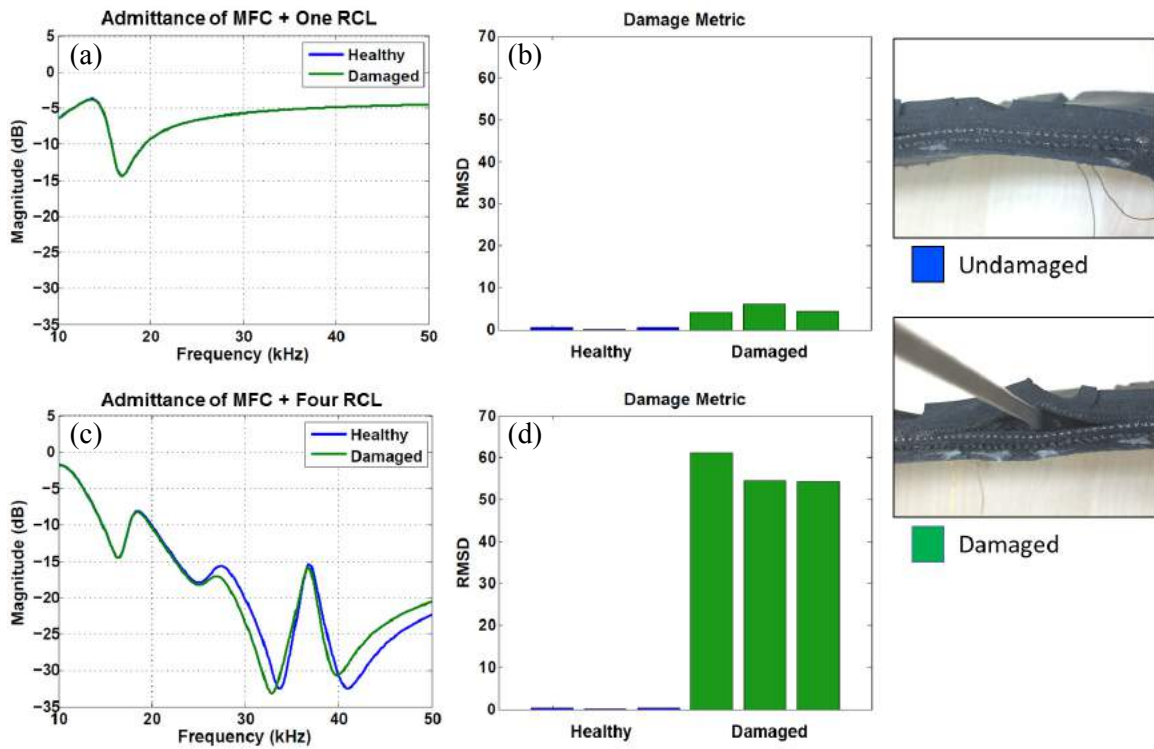 Admittance of MFC + One RCL
(a)
Healthy
Damaged
5
0
−5
−10
−15
−20
−25
−30
−35
Magnitude (dB)
10
20
30
40
50
Frequency (kHz)
Damage Metric
(b)
70
60
50
40
30
20
10
0
RMSD
Healthy
Damaged
Undamaged
Damaged
Admittance of MFC + Four RCL
(c)
Healthy
Damaged
5
0
−5
−10
−15
−20
−25
−30
−35
Magnitude (dB)
10
20
30
40
50
Frequency (kHz)
Damage Metric
(d)
70
60
50
40
30
20
10
0
RMSD
Healthy
Damaged